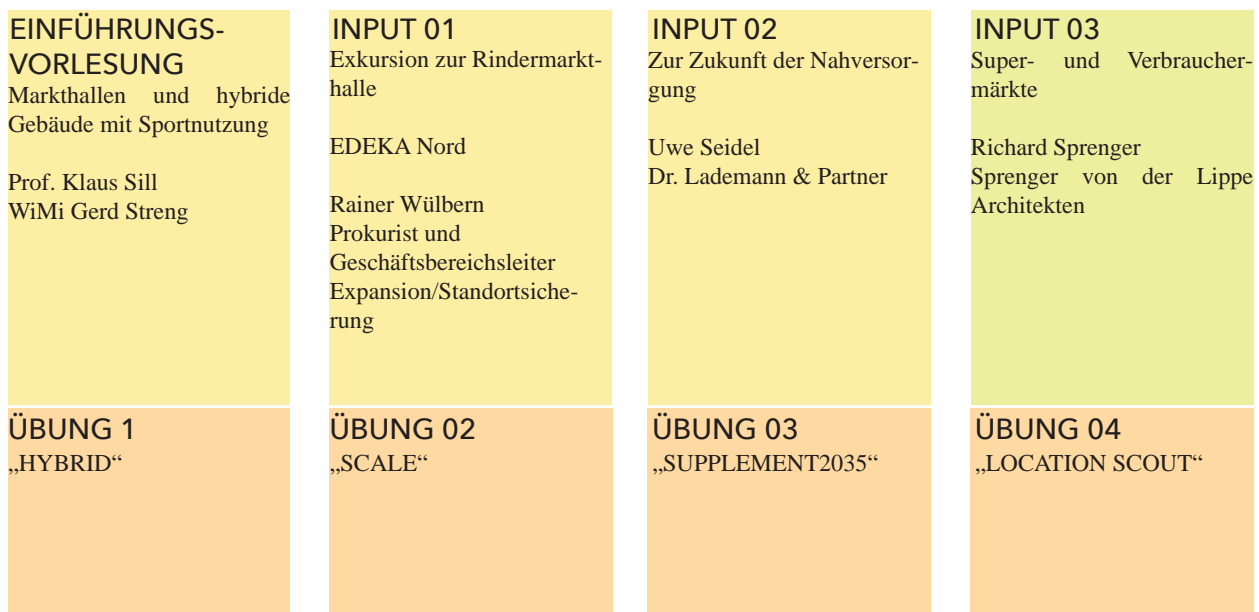 EINFÜHRUNGS-
VORLESUNG
Markthallen und hybride
Gebäude mit Sportnutzung
Prof. Klaus Sill
WiMi Gerd Streng
INPUT 01
Exkursion zur Rindermarkt-
halle
EDEKA Nord
Rainer Wülbern
Prokurist und
Geschäftsbereichsleiter
Expansion/Standortsiche-
rung
INPUT 02
Zur Zukunft der Nahversor-
gung
Uwe Seidel
Dr. Lademann & Partner
INPUT 03
Super- und Verbraucher-
märkte
Richard Sprenger
Sprenger von der Lippe
Architekten
ÜBUNG 1
„HYBRID“
ÜBUNG 02
„SCALE“
ÜBUNG 03
„SUPPLEMENT2035“
ÜBUNG 04
„LOCATION SCOUT“